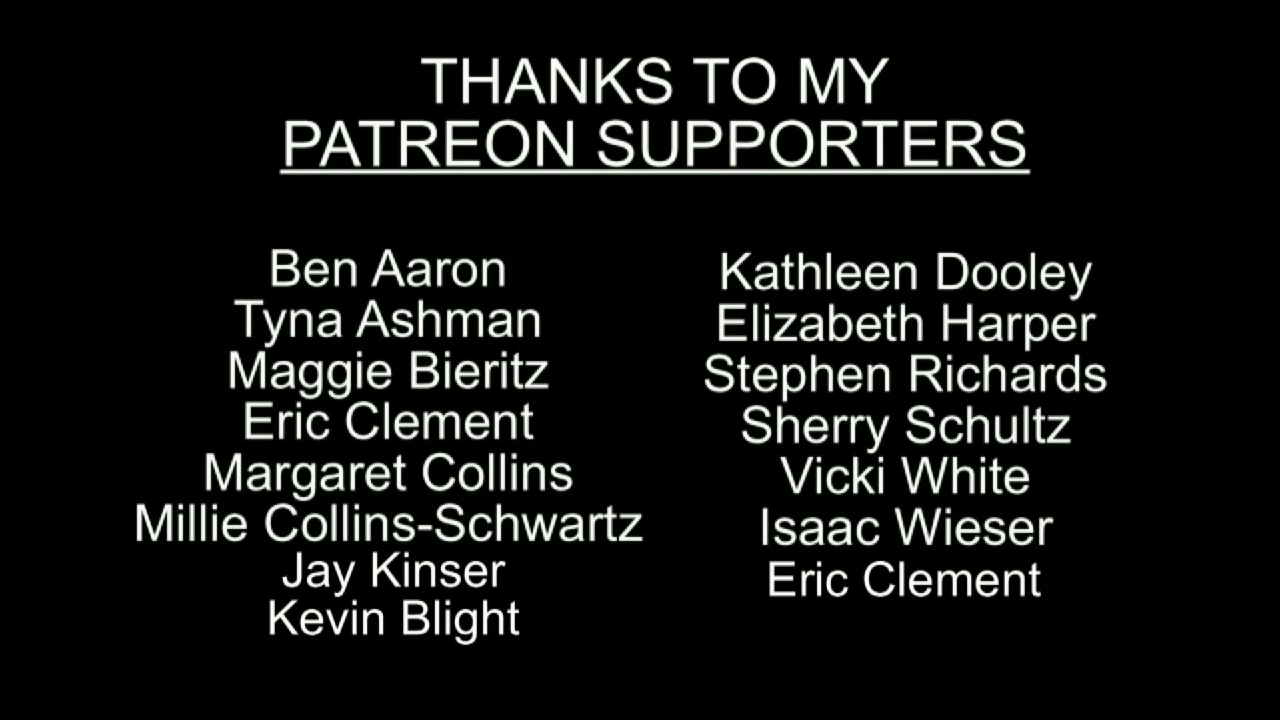 THANKS TO MY
PATREON SUPPORTERS
Ben Aaron
Tyna Ashman
Maggie Bieritz
Eric Clement
Margaret Collins
Millie Collins-Schwartz
Jay Kinser
Kevin Blight
Kathleen Dooley
Elizabeth Harper
Stephen Richards
Sherry Schultz
Vicki White
Isaac Wieser
Eric Clement